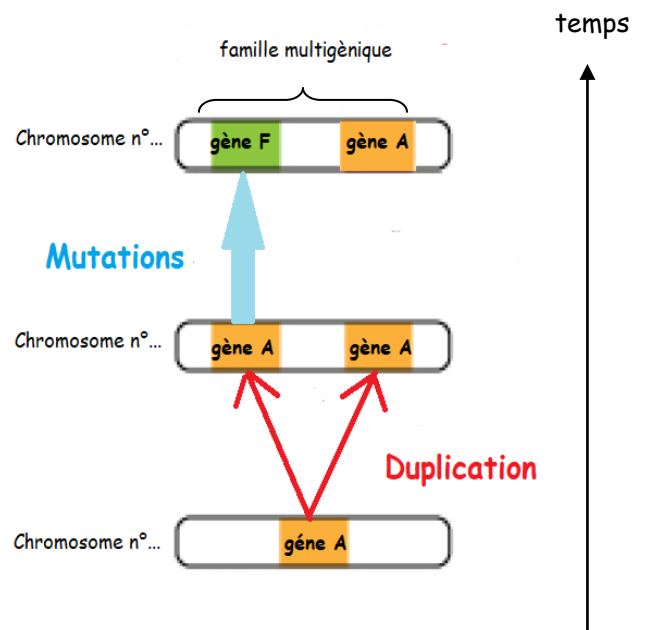 temps
famille multigènique
Chromosome n°...
gène F
gène A
Mutations
Chromosome n°...
gène A
gène A
Duplication
Chromosome n°...
géne A